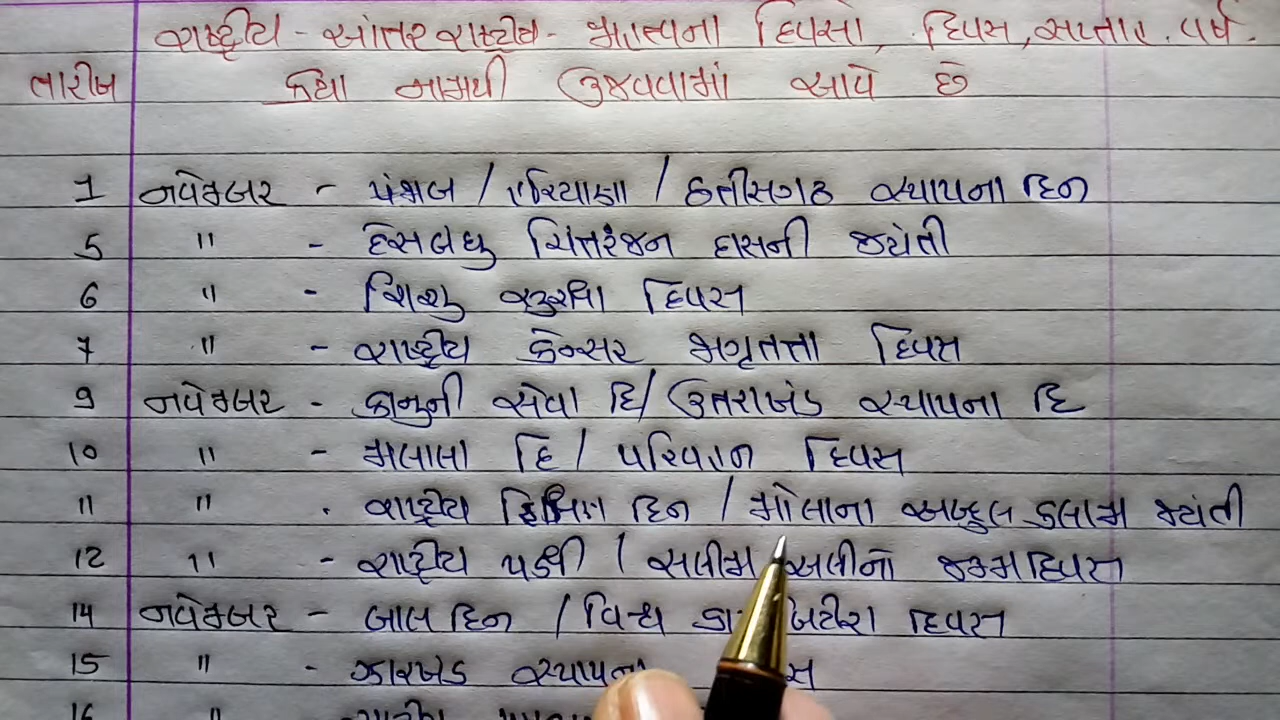 રાષ્ટ્રીય - આંતરરાષ્ટ્રીય - મહત્વના દિવસો, દિવસ, સપ્તાહ. વર્ષ.
તારીખ કયા નામથી ઉજવવામાં આવે છે
1 નવેમ્બર - પંજાબ / હરિયાણા / છત્તીસગઢ સ્થાપના દિન
5 " - દેસબંધુ ચિત્તરંજન દાસની જયંતી
6 " - શિશુ સુરક્ષા દિવસ
7 " - રાષ્ટ્રીય કેન્સર જાગૃતત્તા દિવસ
9 નવેમ્બર - કાનુની સેવા દિ/ ઉત્તરાખંડ સ્થાપના દિ
10 " - મલાલા દિ / પરિવહન દિવસ
11 " . રાષ્ટ્રીય દિન / મૌલાના અબ્દુલ કલામ જયંતી
12 " - રાષ્ટ્રીય પક્ષી / સલીમ અલીનો જન્મદિવસ
14 નવેમ્બર - બાલ દિન / વિશ્વ દિવસ
15 " - ઝારખંડ સ્થાપના
16 "